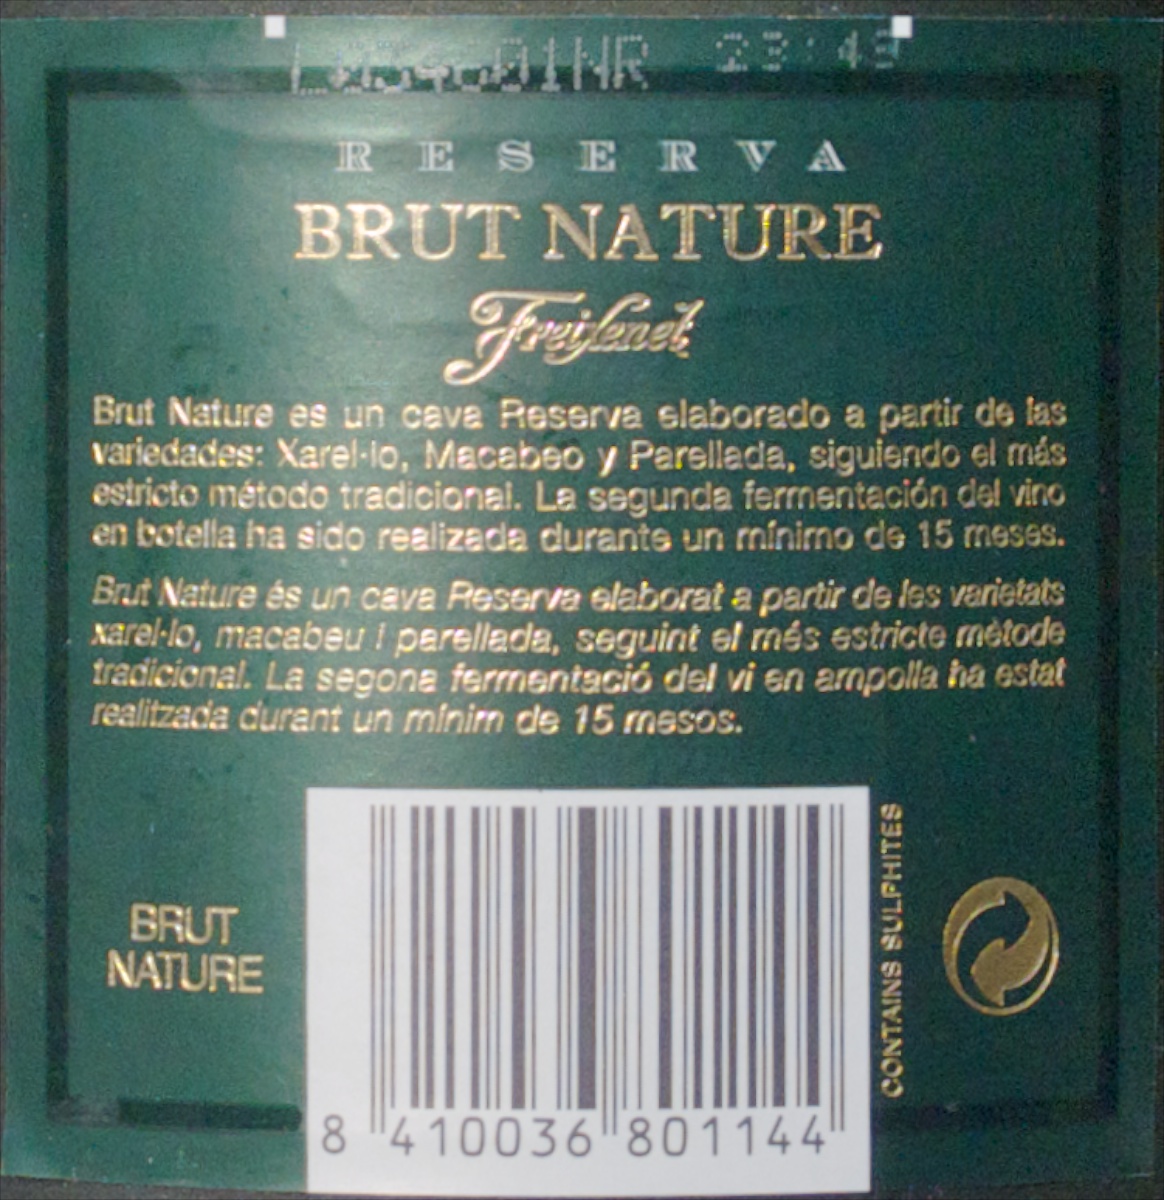 23:48
RESERVA
BRUT NATURE
Freixenet
Brut Nature es un cava Reserva elaborado a partir de las
variedades: Xarel·lo, Macabeo y Parellada, siguiendo el más
estricto método tradicional. La segunda fermentación del vino
en botella ha sido realizada durante un mínimo de 15 meses.
Brut Nature és un cava Reserva elaborat a partir de les varietats
xarel·lo, macabeu i parellada, seguint el més estricte mètode
tradicional. La segona fermentació del vi en ampolla ha estat
realitzada durant un mínim de 15 mesos.
BRUT
NATURE
8 410036 801144
CONTAINS SULPHITES